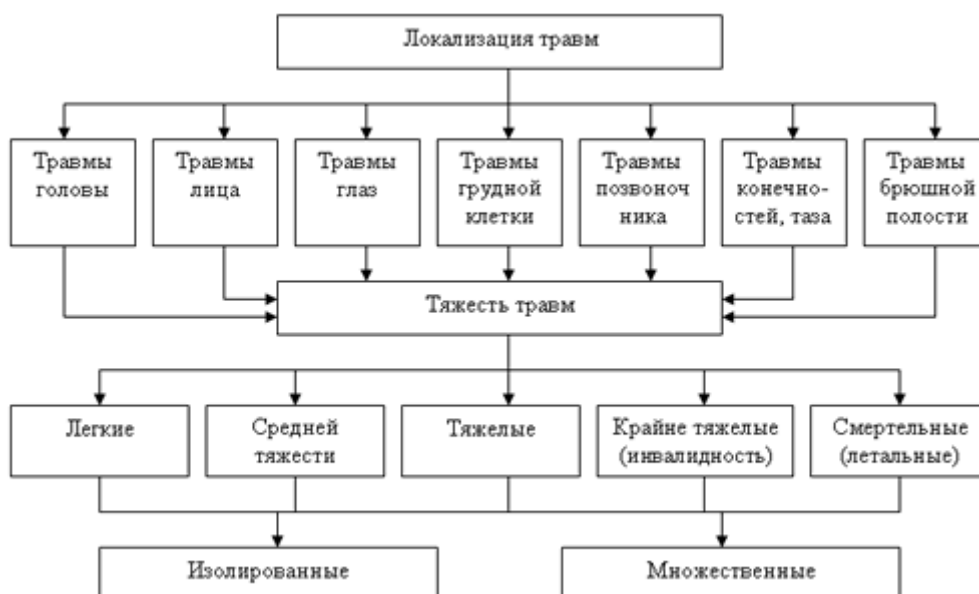 Локализация травм
Травмы
головы
Травмы
лица
Травмы
глаз
Травмы
грудной
клетки
Травмы
позвоноч
ника
Травмы
конечно-
стей, таза
Травмы
брюшной
полости
Тяжесть травм
Легкие
Средней
тяжести
Тяжелые
Крайне тяжелые
(инвалидность)
Смертельные
(летальные)
Изолированные
Множественные